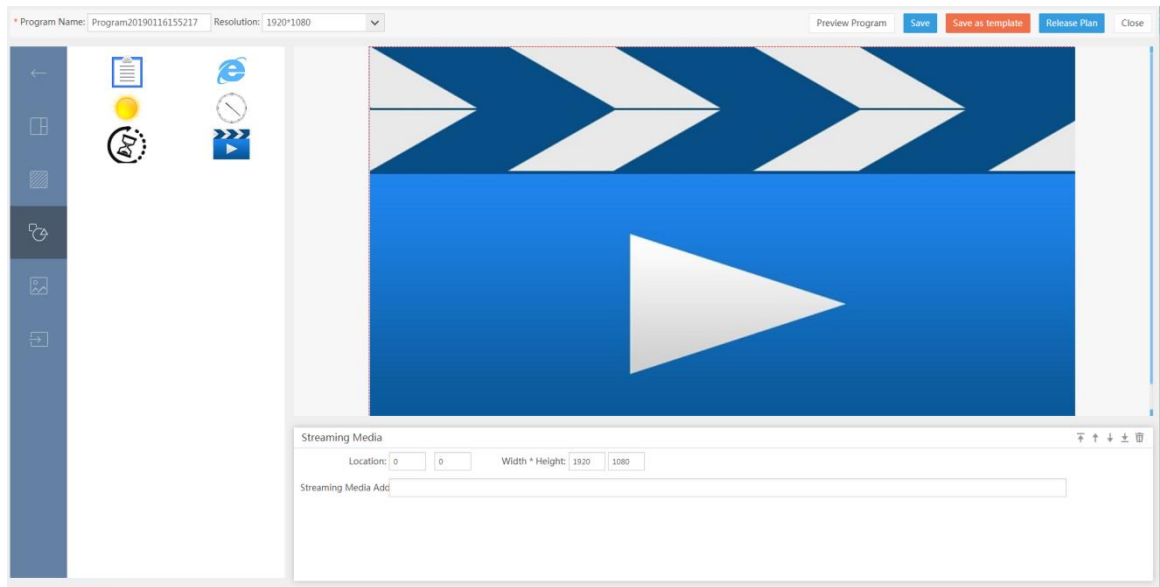 * Program Name: Program20190116155217 Resolution: 1920*1080 Preview Program Save Save as template Release Plan Close
Streaming Media
Location: 0 0 Width * Height: 1920 1080
Streaming Media Add